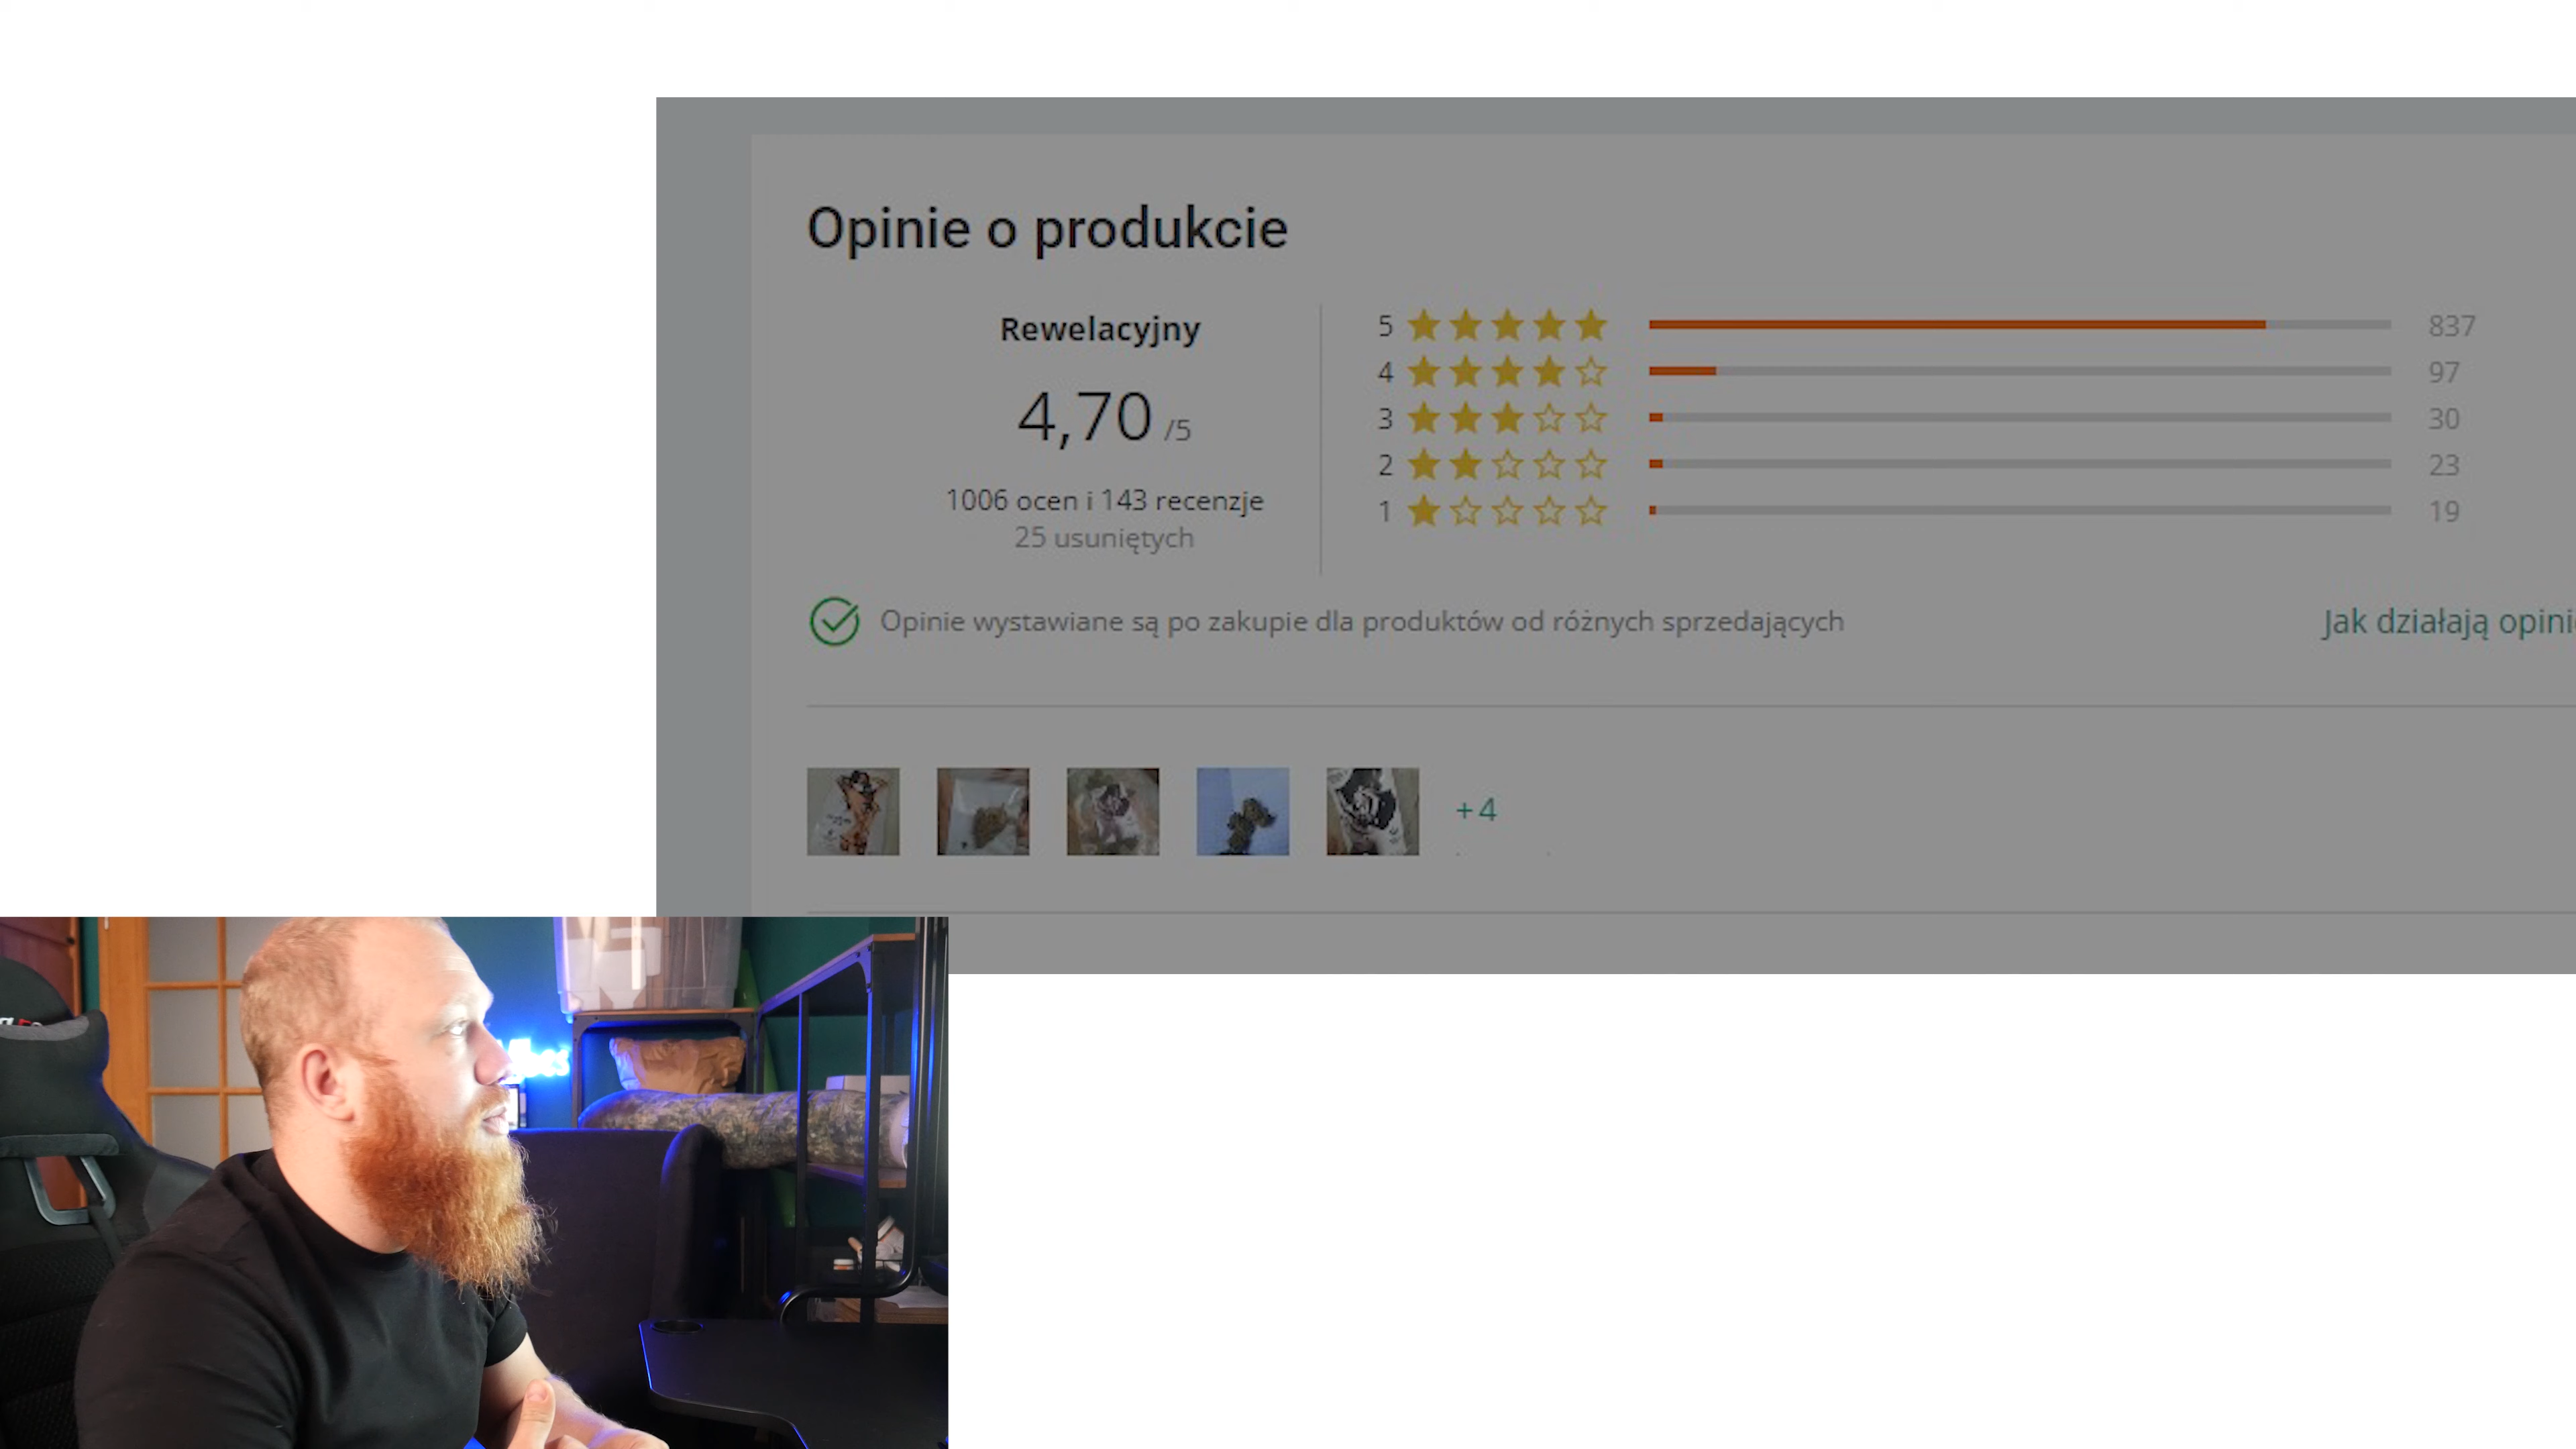 Opinie o produkcie
Rewelacyjny
4,70 /5
1006 ocen i 143 recenzje
25 usuniętych
5 837
4 97
3 30
2 23
1 19
Opinie wystawiane są po zakupie dla produktów od różnych sprzedających
Jak działają opini
+4